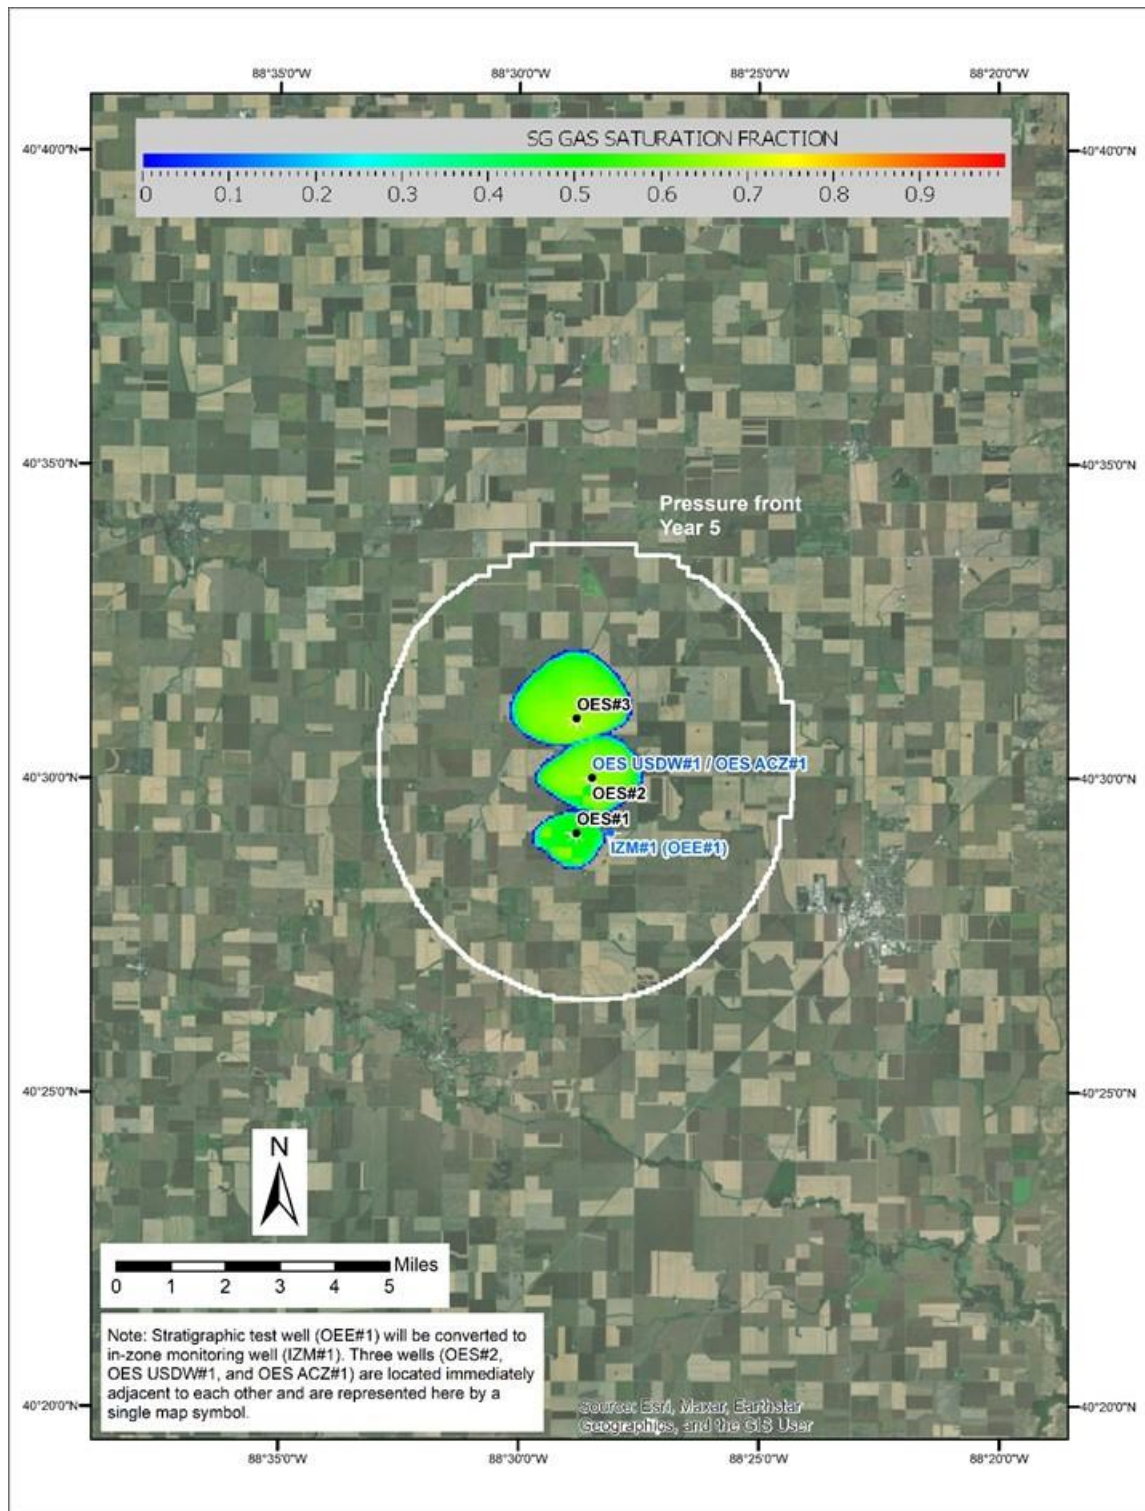 88°35'0"W 88°30'0"W 88°25'0"W 88°20'0"W
SG GAS SATURATION FRACTION
0 0.1 0.2 0.3 0.4 0.5 0.6 0.7 0.8 0.9
40°40'0"N 40°40'0"N
40°35'0"N 40°35'0"N
Pressure front
Year 5
OES#3
OES USDW#1 / OES ACZ#1
40°30'0"N 40°30'0"N
OES#2
OES#1
IZM#1 (OEE#1)
40°25'0"N 40°25'0"N
N
Miles
0 1 2 3 4 5
Note: Stratigraphic test well (OEE#1) will be converted to
in-zone monitoring well (IZM#1). Three wells (OES#2,
OES USDW#1, and OES ACZ#1) are located immediately
adjacent to each other and are represented here by a
single map symbol.
Source: Esri, Maxar, Earthstar
Geographics, and the GIS User
40°20'0"N 40°20'0"N
88°35'0"W 88°30'0"W 88°25'0"W 88°20'0"W